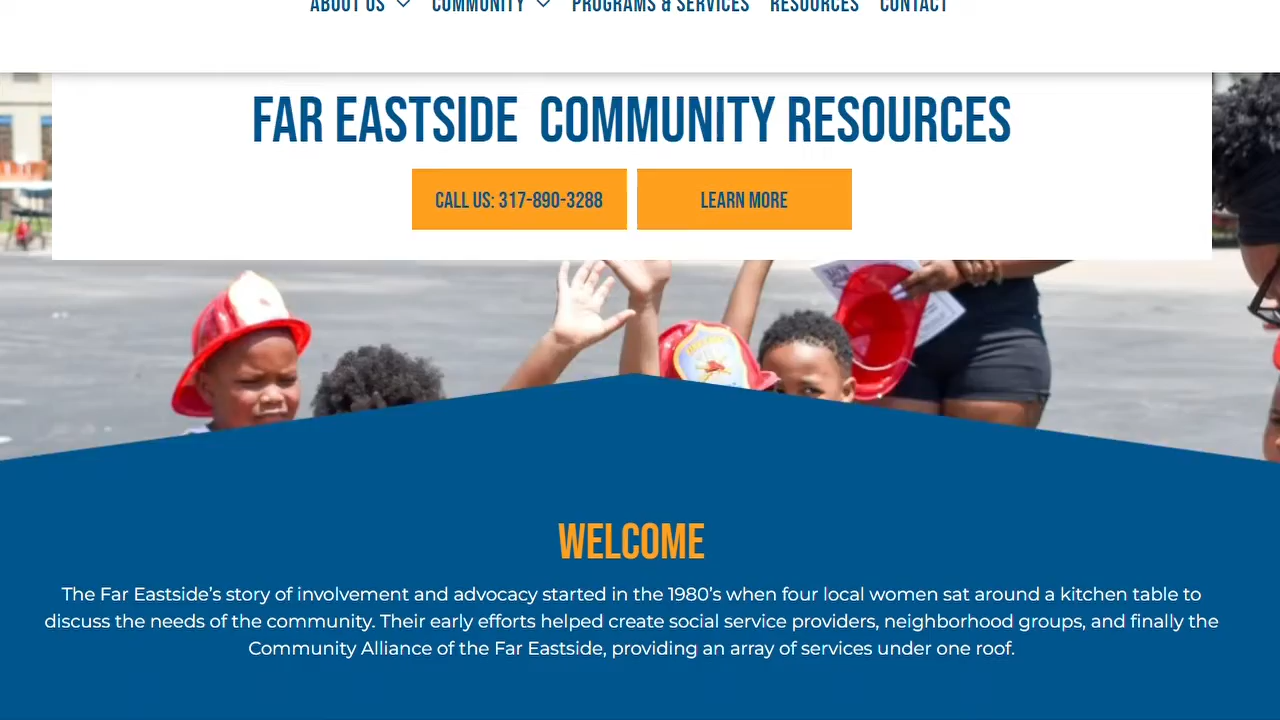 ABOUT US COMMUNITY PROGRAMS & SERVICES RESOURCES CONTACT
FAR EASTSIDE COMMUNITY RESOURCES
CALL US: 317-890-3288 LEARN MORE
WELCOME
The Far Eastside’s story of involvement and advocacy started in the 1980’s when four local women sat around a kitchen table to
discuss the needs of the community. Their early efforts helped create social service providers, neighborhood groups, and finally the
Community Alliance of the Far Eastside, providing an array of services under one roof.